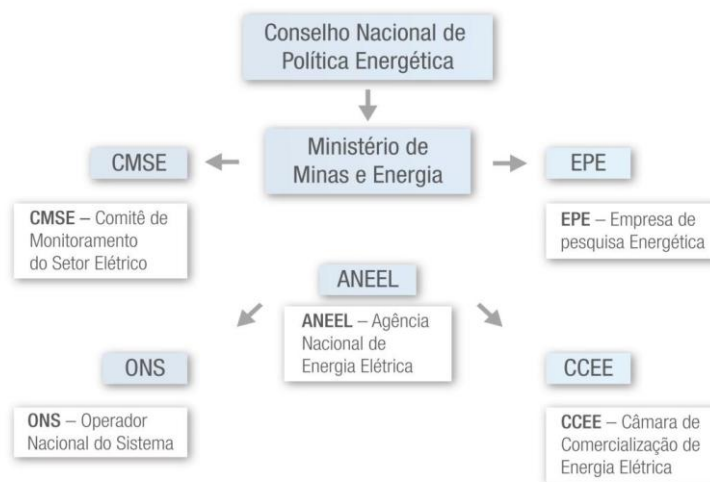 Conselho Nacional de
Política Energética
Ministério de
Minas e Energia
CMSE
EPE
CMSE – Comitê de
Monitoramento
do Setor Elétrico
EPE – Empresa de
pesquisa Energética
ANEEL
ANEEL – Agência
Nacional de
Energia Elétrica
ONS
CCEE
ONS – Operador
Nacional do Sistema
CCEE – Câmara de
Comercialização de
Energia Elétrica